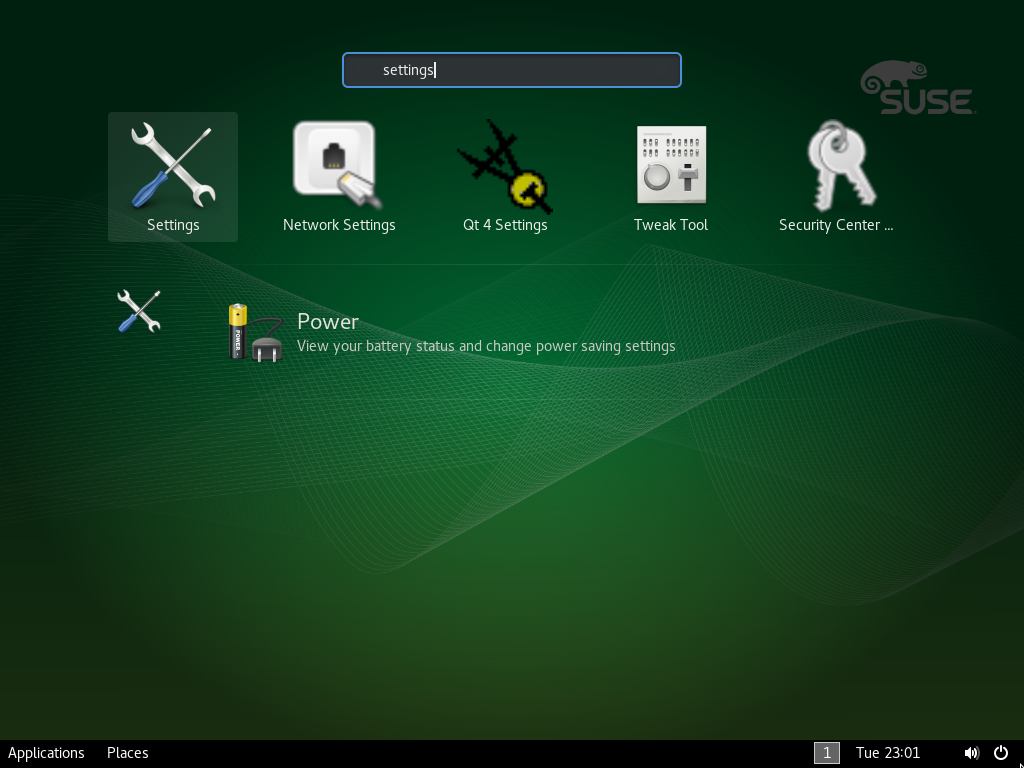 settings
SUSE
Settings
Network Settings
Qt 4 Settings
Tweak Tool
Security Center ...
POWER
Power
View your battery status and change power saving settings
Applications
Places
1
Tue 23:01